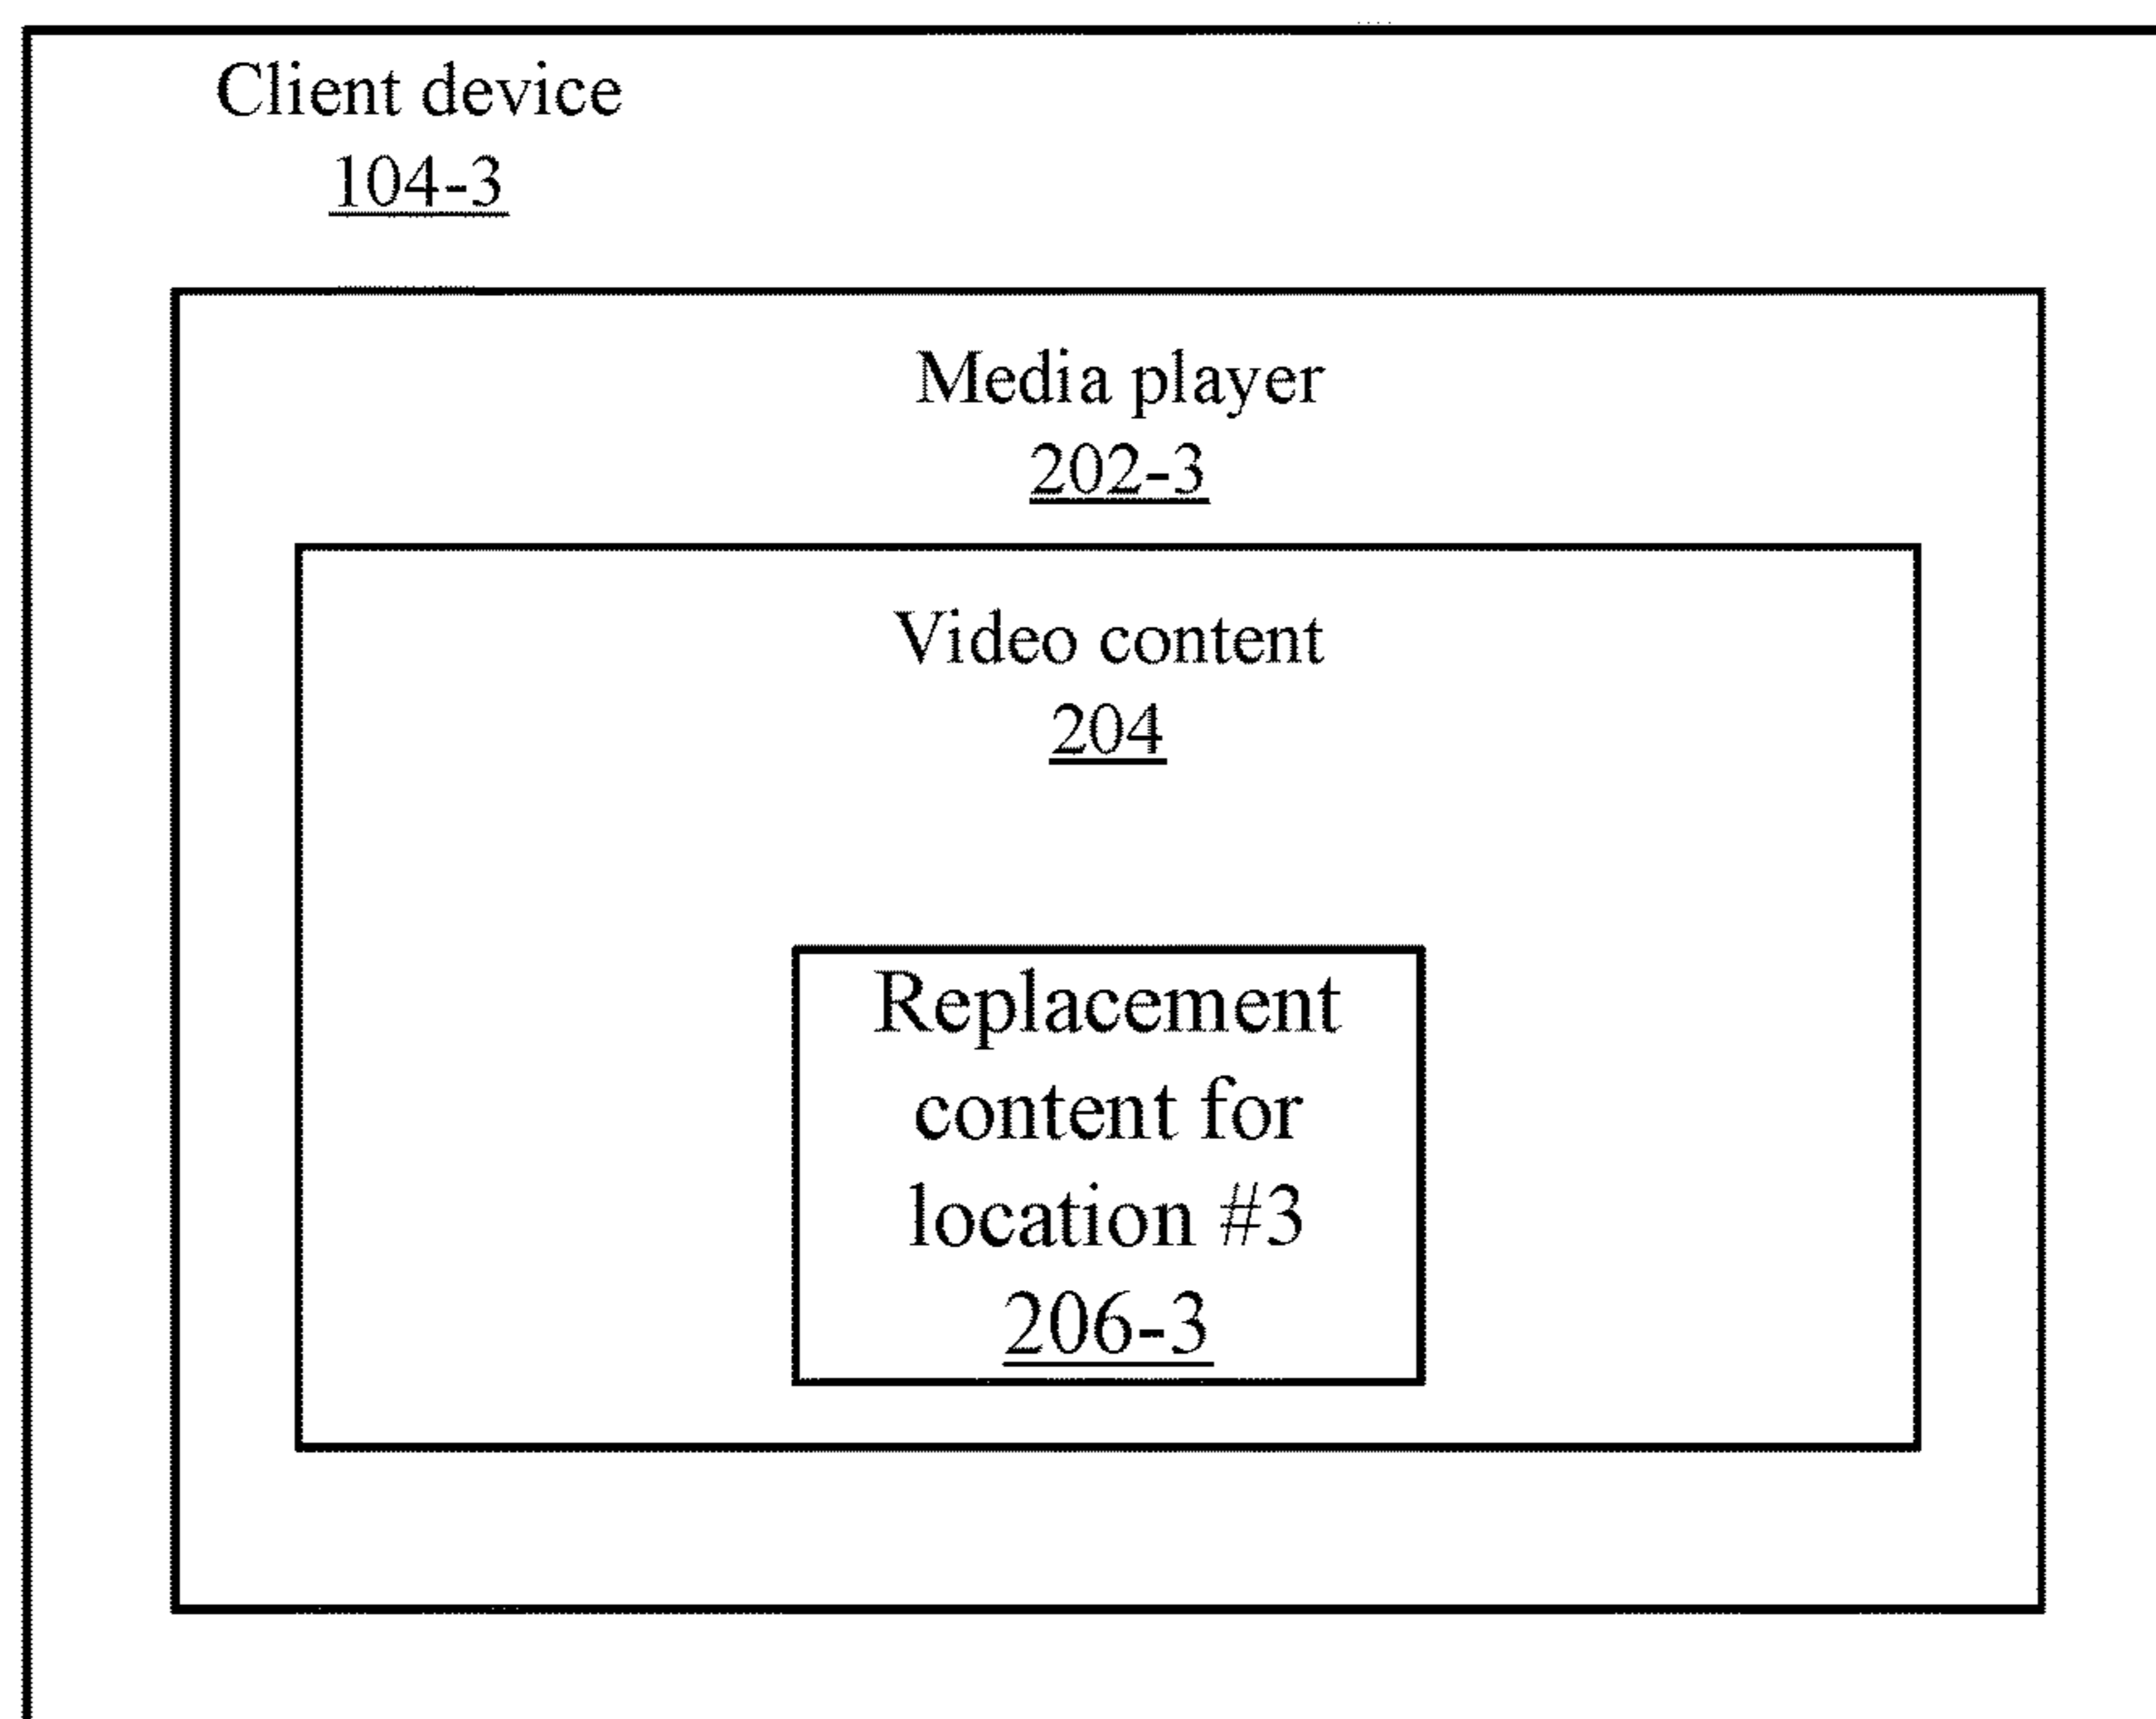 Client device
104-3
Media player
202-3
Video content
204
Replacement
content for
location #3
206-3